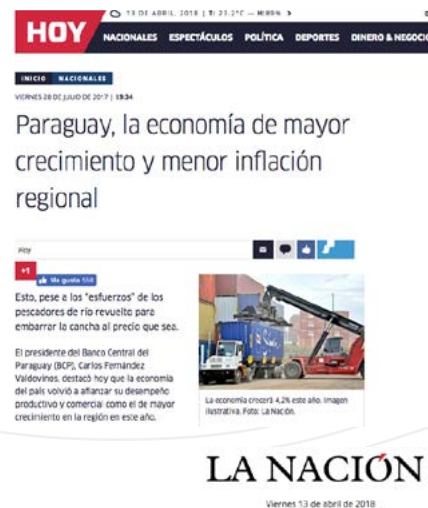 13 DE ABRIL, 2018 | T:
HOY
NACIONALES ESPECTÁCULOS POLÍTICA DEPORTES DINERO & NEGOCIO
INICIO NACIONALES
VIERNES 28 DE JULIO DE 2017 | 19:34
Paraguay, la economía de mayor
crecimiento y menor inflación
regional
Hoy
+1
Me gusta 550
Esto, pese a los "esfuerzos" de los
pescadores de río revuelto para
embarrar la cancha al precio que sea.
El presidente del Banco Central del
Paraguay (BCP), Carlos Fernández
Valdovinos, destacó hoy que la economía
del país volvió a afianzar su desempeño
productivo y comercial como el de mayor
crecimiento en la región en este año.
La economía crecerá 4,2% este año. Imagen
ilustrativa. Foto: La Nación.
LA NACIÓN
Viernes 13 de abril de 2018